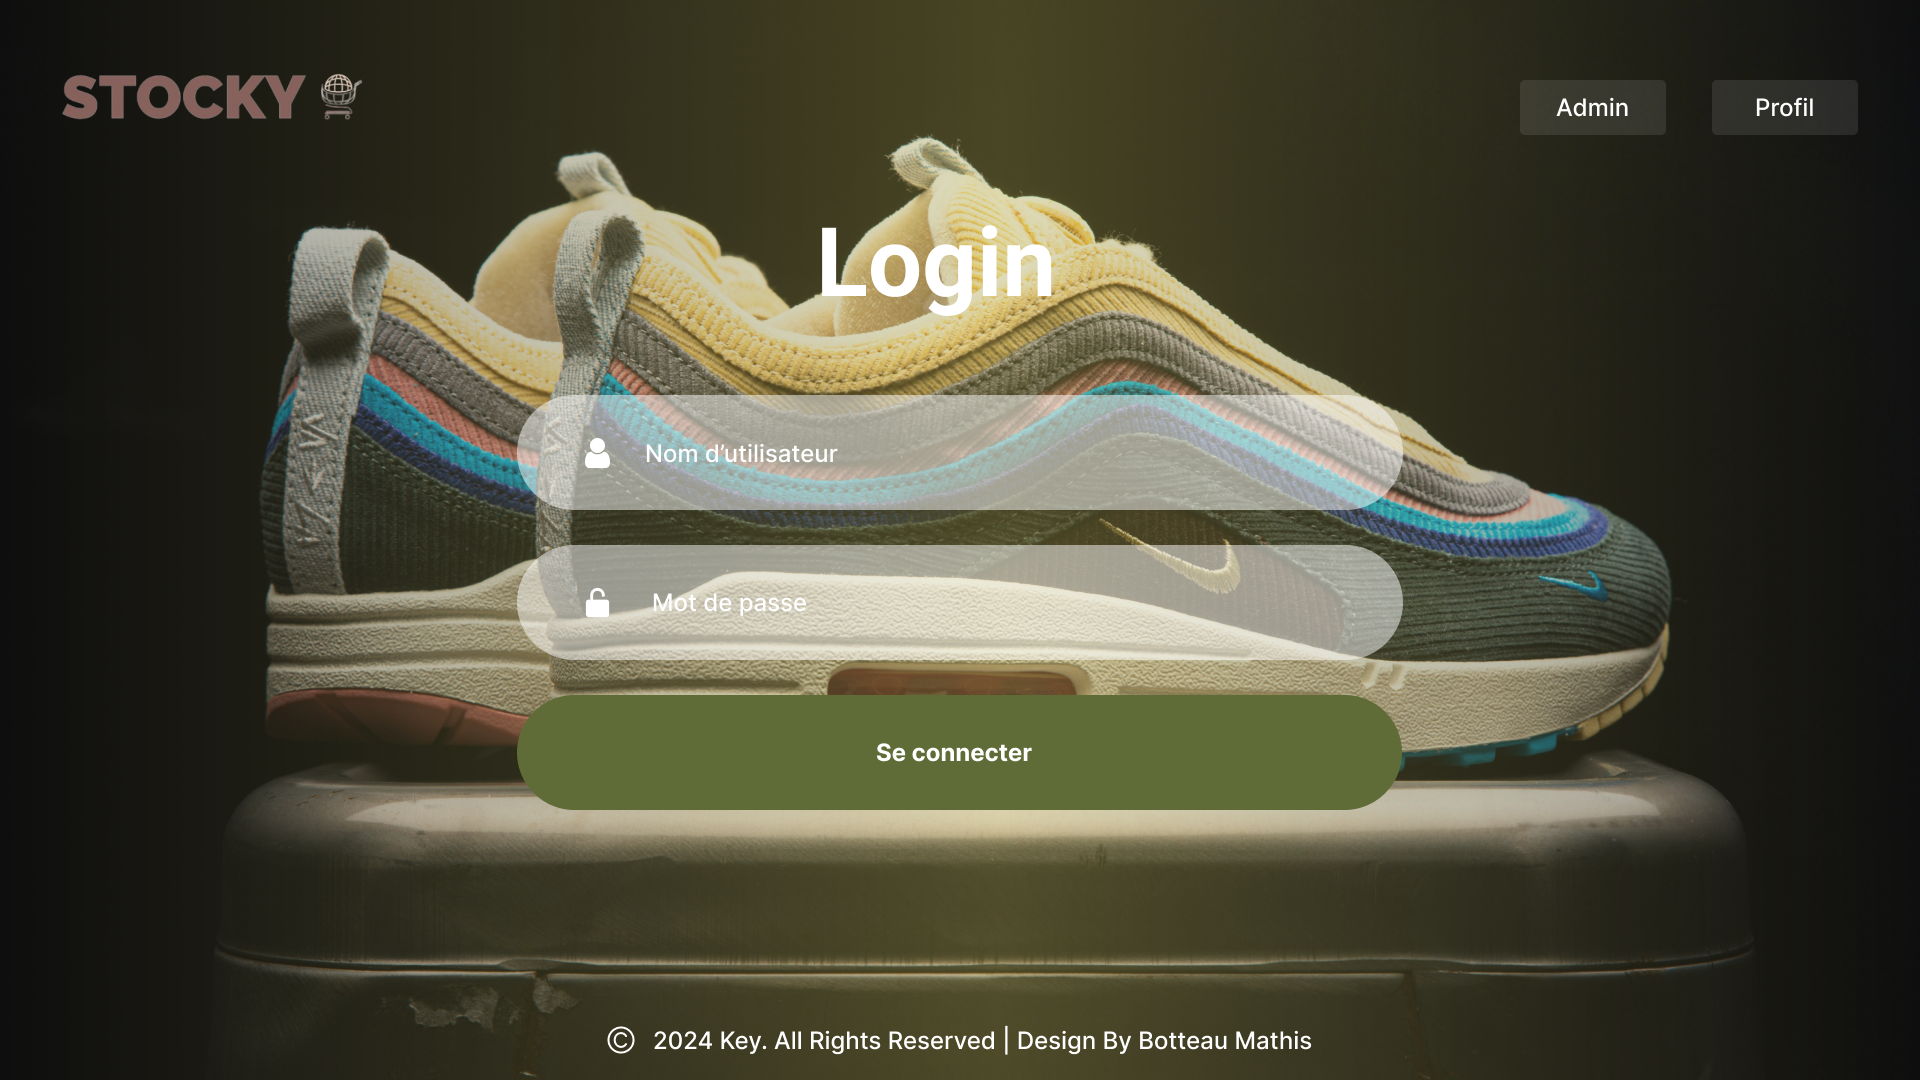 STOCKY
Admin
Profil
Login
Nom d’utilisateur
Mot de passe
Se connecter
© 2024 Key. All Rights Reserved | Design By Botteau Mathis